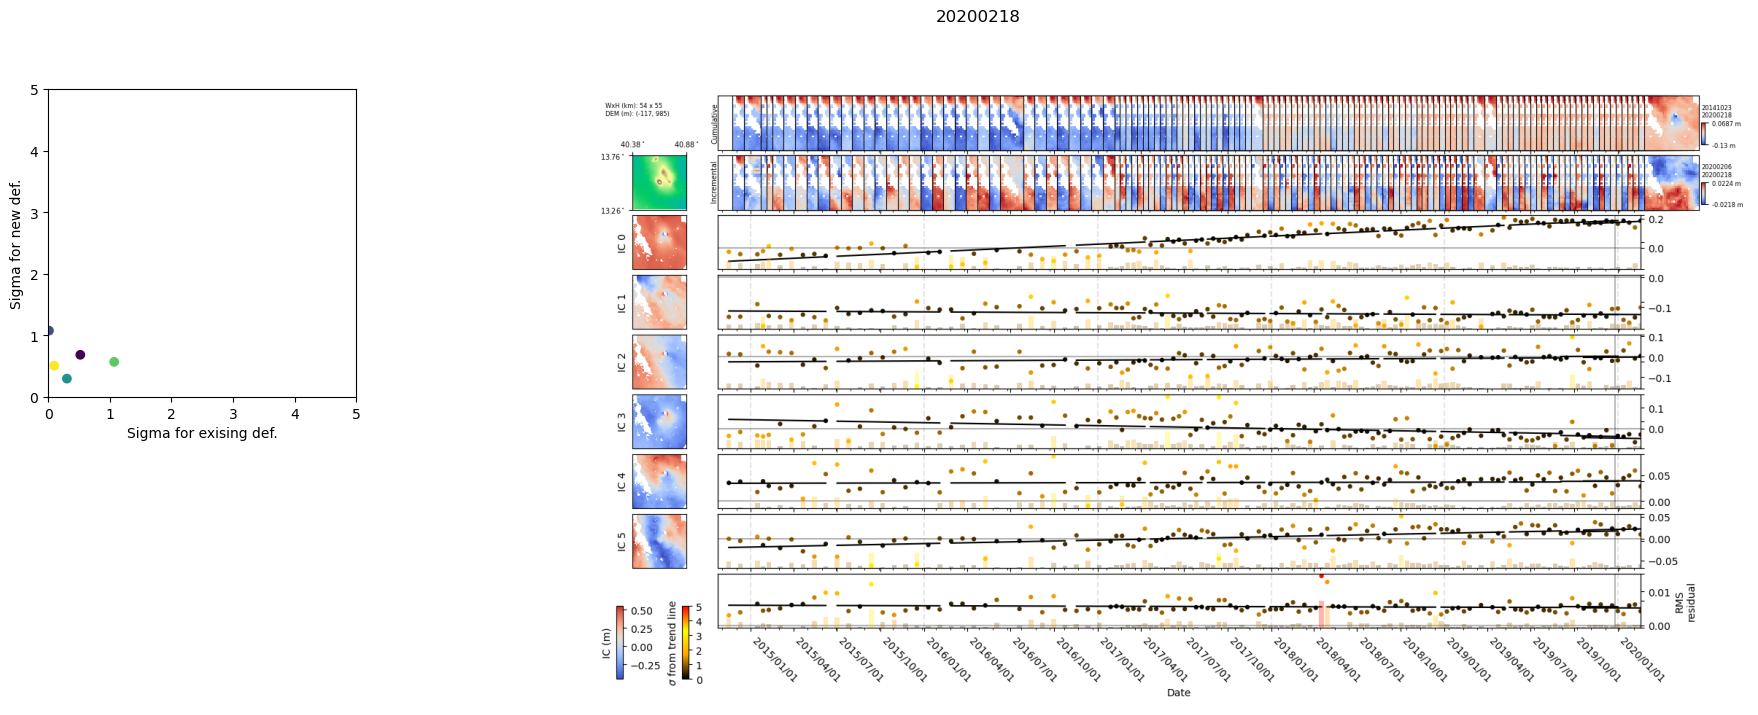 20200218
5
4
3
2
1
0
0 1 2 3 4 5
Sigma for new def.
Sigma for exising def.
WxH (km): 54 x 55
DEM (m): (-117, 985)
40.38° 40.88°
13.76°
13.26°
Cumulative
20141023
20200218
0.0687 m
-0.13 m
Incremental
20200206
20200218
0.0224 m
-0.0218 m
IC 0
0.2
0.0
IC 1
0.0
−0.1
IC 2
0.1
0.0
−0.1
IC 3
0.1
0.0
IC 4
0.05
0.00
IC 5
0.05
0.00
−0.05
0.01
0.00
RMS
residual
IC (m)
0.50
0.25
0.00
−0.25
σ from trend line
5
4
3
2
1
0
2015/01/01
2015/04/01
2015/07/01
2015/10/01
2016/01/01
2016/04/01
2016/07/01
2016/10/01
2017/01/01
2017/04/01
2017/07/01
2017/10/01
2018/01/01
2018/04/01
2018/07/01
2018/10/01
2019/01/01
2019/04/01
2019/07/01
2019/10/01
2020/01/01
Date